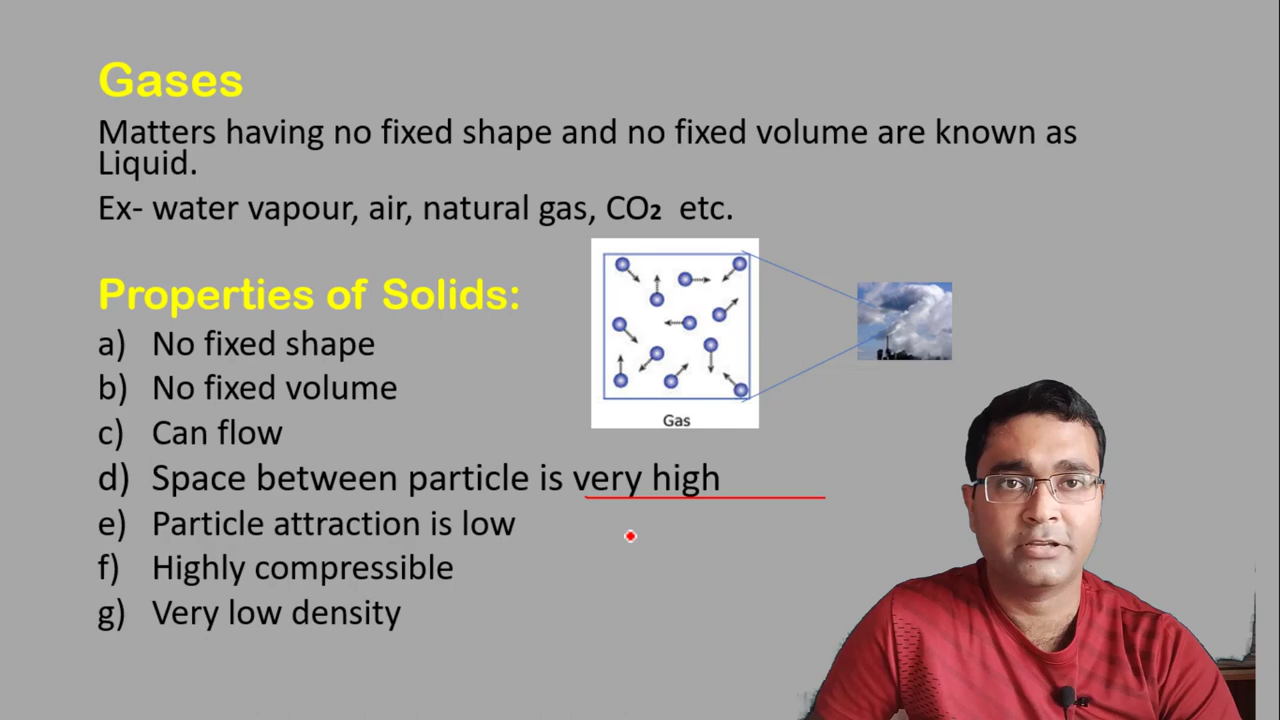 Gases
Matters having no fixed shape and no fixed volume are known as
Liquid.
Ex- water vapour, air, natural gas, CO₂ etc.
Properties of Solids:
a) No fixed shape
b) No fixed volume
c) Can flow
d) Space between particle is very high
e) Particle attraction is low
f) Highly compressible
g) Very low density
Gas